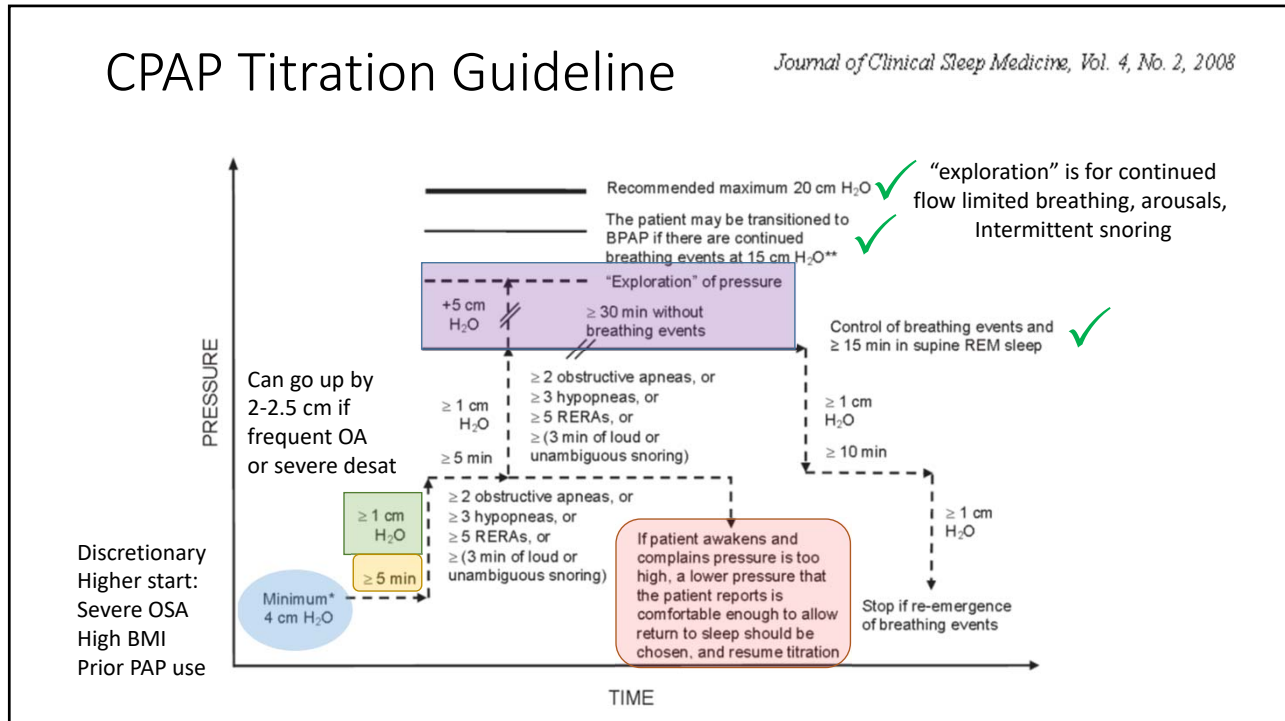 CPAP Titration Guideline
Journal of Clinical Sleep Medicine, Vol. 4, No. 2, 2008
Recommended maximum 20 cm H₂O
“exploration” is for continued
flow limited breathing, arousals,
Intermittent snoring
The patient may be transitioned to
BPAP if there are continued
breathing events at 15 cm H₂O**
“Exploration” of pressure
+5 cm
H₂O
≥ 30 min without
breathing events
Control of breathing events and
≥ 15 min in supine REM sleep
PRESSURE
Can go up by
2-2.5 cm if
frequent OA
or severe desat
≥ 1 cm
H₂O
≥ 5 min
≥ 2 obstructive apneas, or
≥ 3 hypopneas, or
≥ 5 RERAs, or
≥ (3 min of loud or
unambiguous snoring)
≥ 1 cm
H₂O
≥ 10 min
≥ 1 cm
H₂O
≥ 5 min
≥ 2 obstructive apneas, or
≥ 3 hypopneas, or
≥ 5 RERAs, or
≥ (3 min of loud or
unambiguous snoring)
If patient awakens and
complains pressure is too
high, a lower pressure that
the patient reports is
comfortable enough to allow
return to sleep should be
chosen, and resume titration
≥ 1 cm
H₂O
Stop if re-emergence
of breathing events
Discretionary
Higher start:
Severe OSA
High BMI
Prior PAP use
Minimum*
4 cm H₂O
TIME